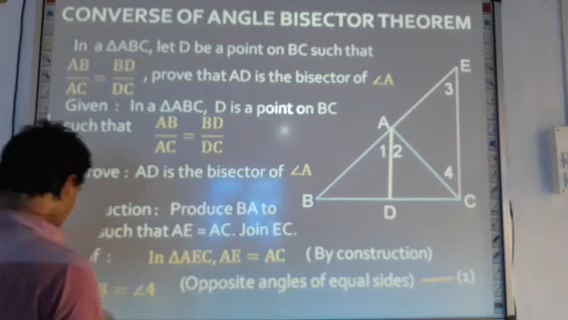 CONVERSE OF ANGLE BISECTOR THEOREM
In a ΔABC, let D be a point on BC such that
AB/AC = BD/DC , prove that AD is the bisector of ∠A
Given : In a ΔABC, D is a point on BC
such that AB/AC = BD/DC
rove : AD is the bisector of ∠A
uction : Produce BA to
such that AE = AC. Join EC.
f : In ΔAEC, AE = AC ( By construction)
3 = ∠4 (Opposite angles of equal sides) (1)
E
3
A
1 2
4
B
C
D